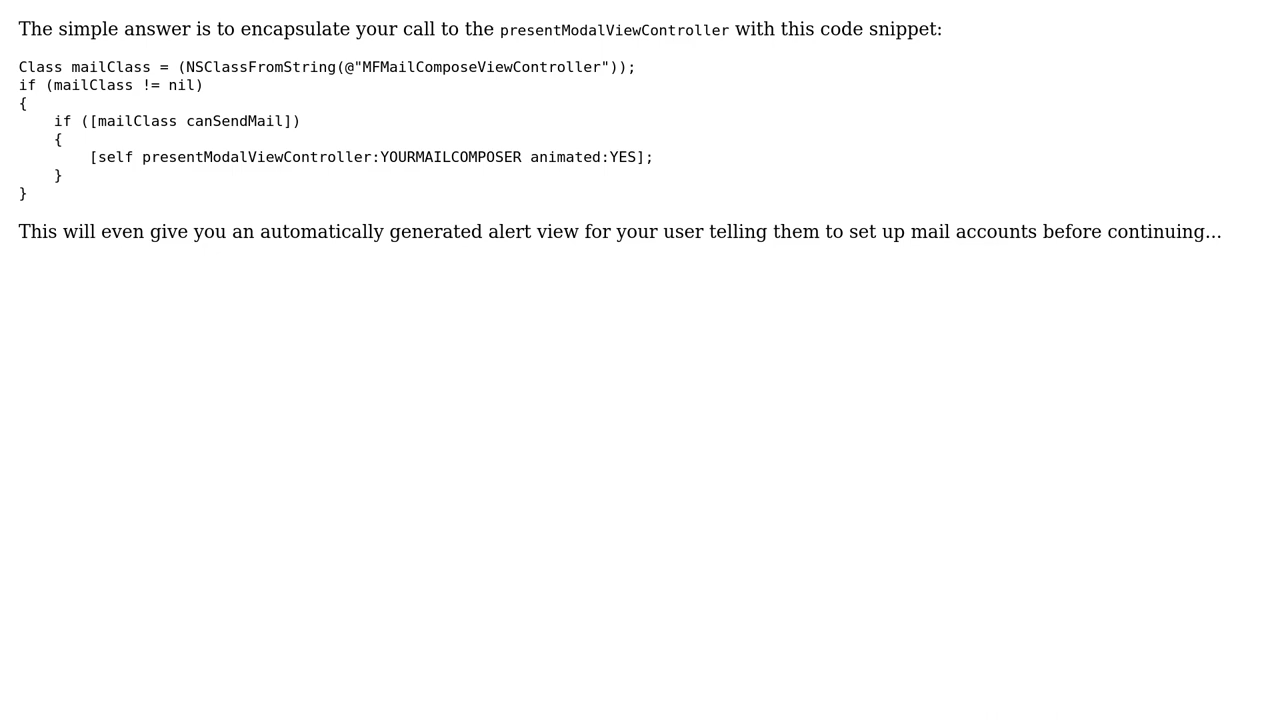 The simple answer is to encapsulate your call to the presentModalViewController with this code snippet:
Class mailClass = (NSClassFromString(@"MFMailComposeViewController"));
if (mailClass != nil)
{
    if ([mailClass canSendMail])
    {
        [self presentModalViewController:YOURMAILCOMPOSER animated:YES];
    }
}
This will even give you an automatically generated alert view for your user telling them to set up mail accounts before continuing...